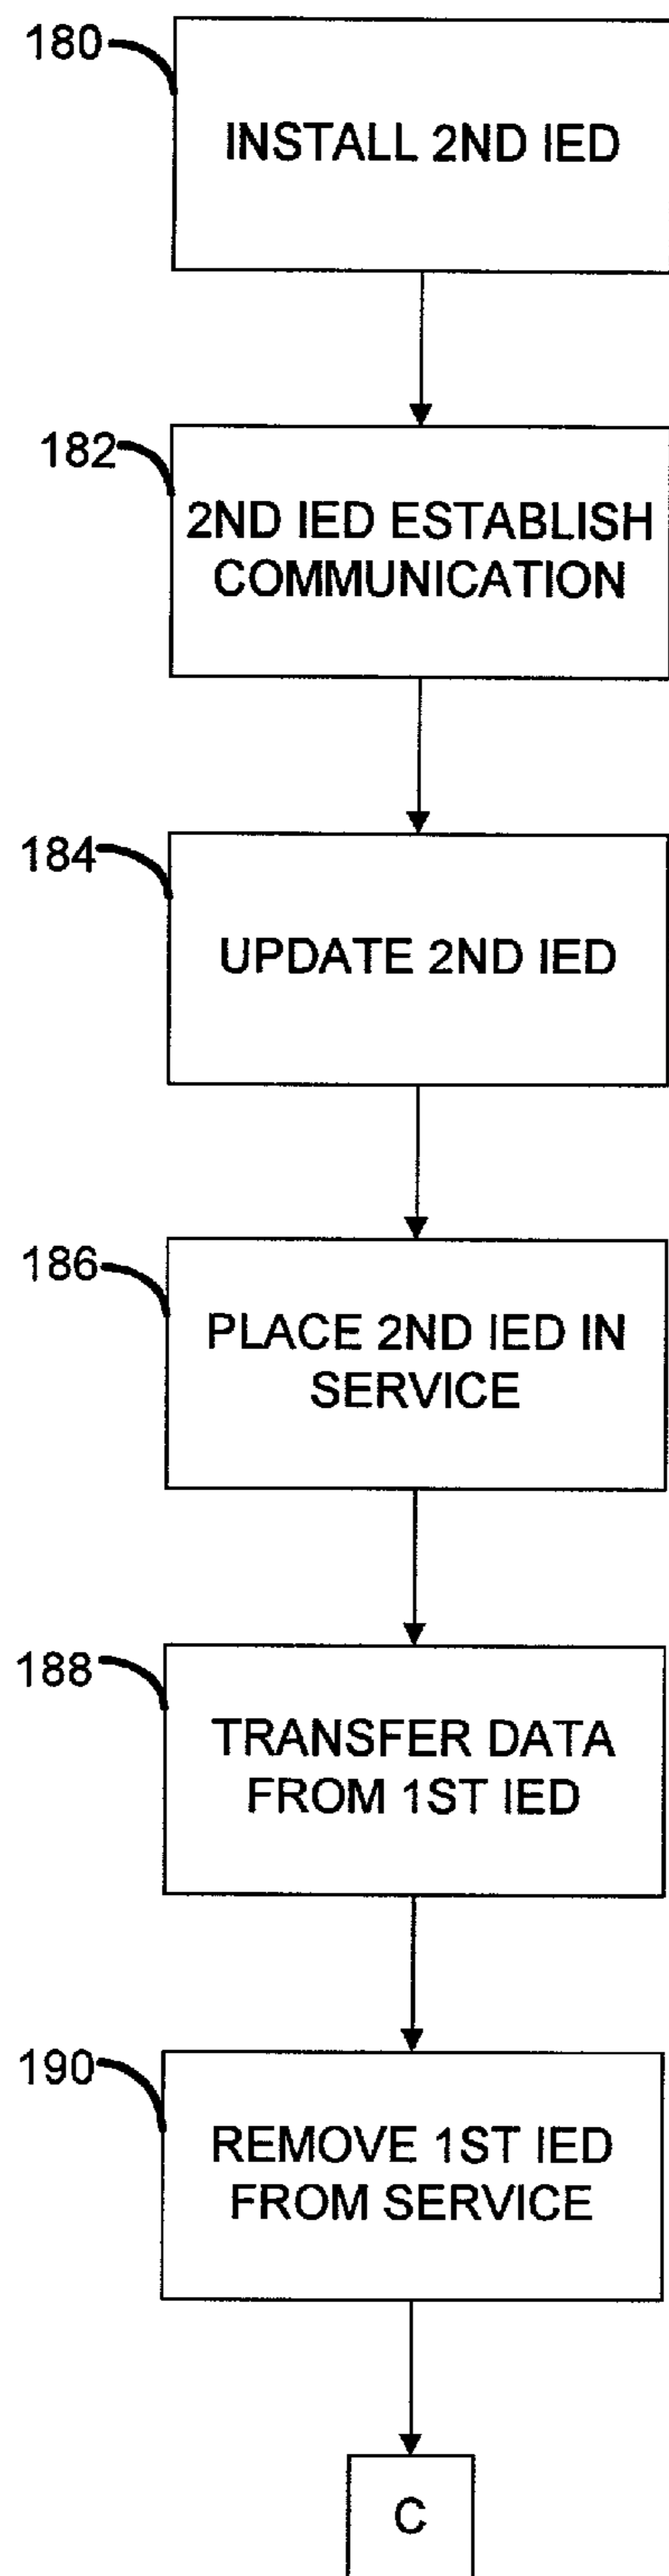 180
INSTALL 2ND IED
182
2ND IED ESTABLISH
COMMUNICATION
184
UPDATE 2ND IED
186
PLACE 2ND IED IN
SERVICE
188
TRANSFER DATA
FROM 1ST IED
190
REMOVE 1ST IED
FROM SERVICE
C